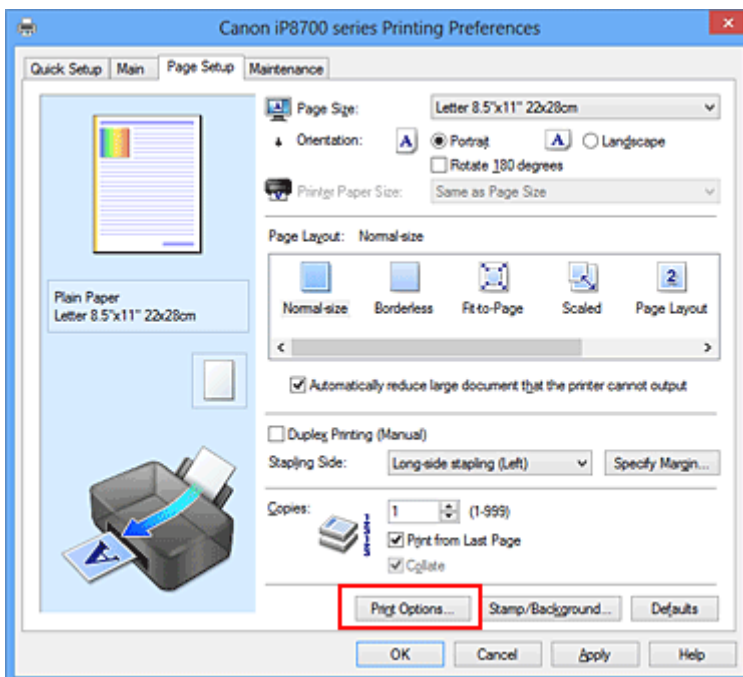 Canon iP8700 series Printing Preferences
Quick Setup Main Page Setup Maintenance
Page Size: Letter 8.5"x11" 22x28cm
Orientation: A Portrait A Landscape
Rotate 180 degrees
Printer Paper Size: Same as Page Size
Page Layout: Normal-size
2
Normal-size Borderless Fit-to-Page Scaled Page Layout
Plain Paper
Letter 8.5"x11" 22x28cm
Automatically reduce large document that the printer cannot output
Duplex Printing (Manual)
Stapling Side: Long-side stapling (Left) Specify Margin...
Copies: 1 (1-999)
Print from Last Page
Collate
A
Print Options... Stamp/Background... Defaults
OK Cancel Apply Help